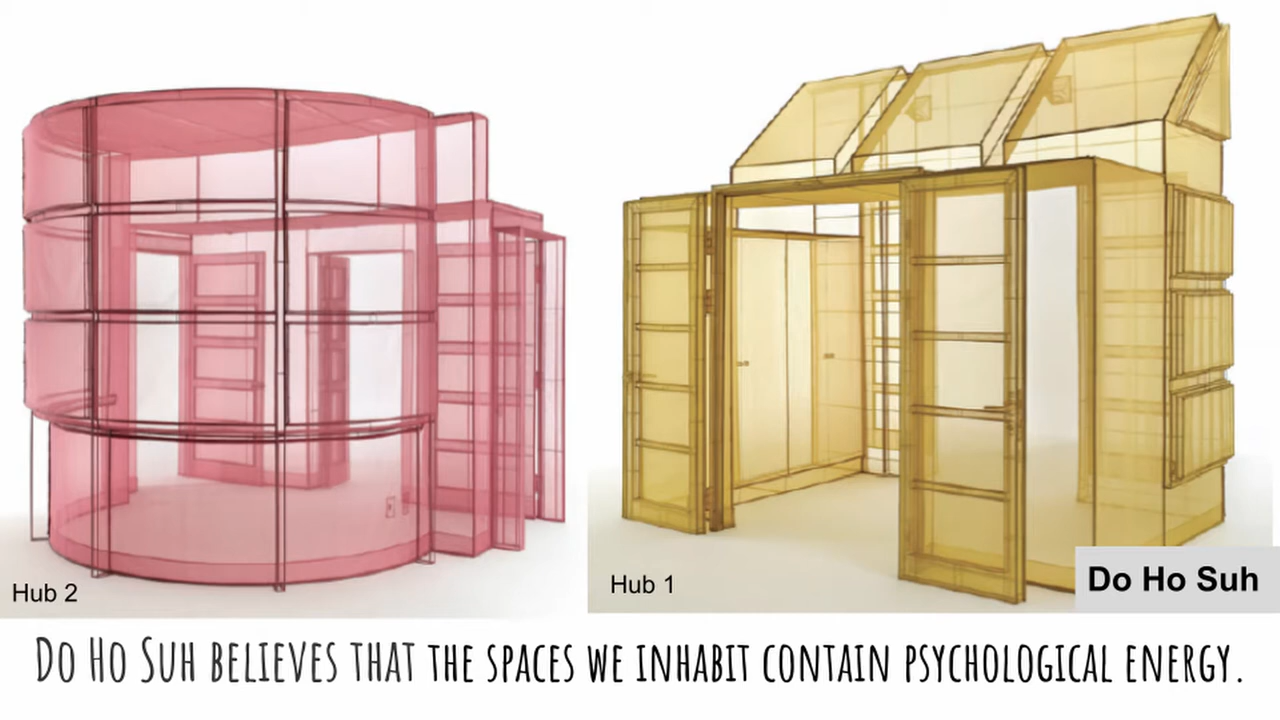 Hub 2
Hub 1
Do Ho Suh
Do Ho Suh believes that the spaces we inhabit contain psychological energy.